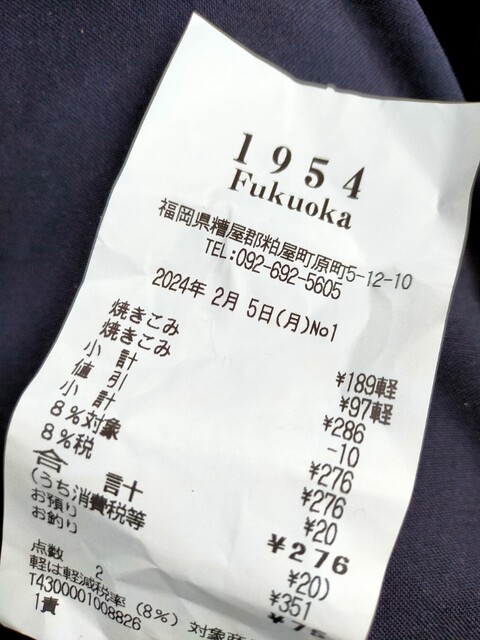 1954
Fukuoka
福岡県糟屋郡粕屋町原町5-12-10
TEL:092-692-5605
2024年 2月 5日(月)No1
焼きこみ ¥189軽
焼きこみ ¥97軽
小 計 ¥286
値 引 -10
小 計 ¥276
8%対象 ¥276
8%税 ¥20
合 計 ¥276
(うち消費税等 ¥20)
お預り ¥351
お釣り ¥75
点数 2
軽は軽減税率(8%)対象商
T4300001008826
1責